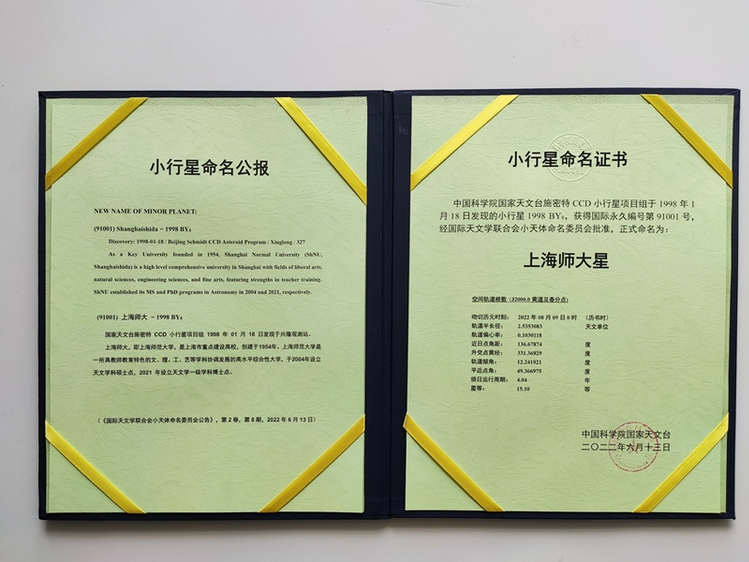 小行星命名公报
NEW NAME OF MINOR PLANET:
(91001) Shanghaishida = 1998 BY₈
Discovery: 1998-01-18 / Beijing Schmidt CCD Asteroid Program / Xinglong / 327
As a Key University founded in 1954, Shanghai Normal University (ShNU,
Shanghaishida) is a high level comprehensive university in Shanghai with fields of liberal arts,
natural sciences, engineering sciences, and fine arts, featuring strengths in teacher training.
ShNU established its MS and PhD programs in Astronomy in 2004 and 2021, respectively.
(91001) 上海师大 = 1998 BY₈
国家天文台施密特 CCD 小行星项目组 1998 年 01 月 18 日发现于兴隆观测站。
上海师大，即上海师范大学，是上海市重点建设高校，创建于1954年。上海师范大学是
一所具教师教育特色的文、理、工、艺等学科协调发展的高水平综合性大学，于2004年设立
天文学科硕士点，2021 年设立天文学一级学科博士点。
（《国际天文学联合会小天体命名委员会公告》，第 2 卷，第 8 期，2022 年 6 月 13 日）
小行星命名证书
中国科学院国家天文台施密特 CCD 小行星项目组于 1998 年 1
月 18 日发现的小行星 1998 BY₈，获得国际永久编号第 91001 号，
经国际天文学联合会小天体命名委员会批准，正式命名为：
上海师大星
空间轨道根数（J2000.0 黄道及春分点）
吻切历元时刻： 2022 年 08 月 09 日 0 时 （历书时）
轨道半长径： 2.5353083 天文单位
轨道偏心率： 0.1030118
近日点角距： 136.67874 度
升交点黄经： 331.36929 度
轨道倾角： 12.241921 度
平近点角： 49.366975 度
绕日运行周期： 4.04 年
星等： 15.10 等
中国科学院国家天文台
二〇二二年六月十三日